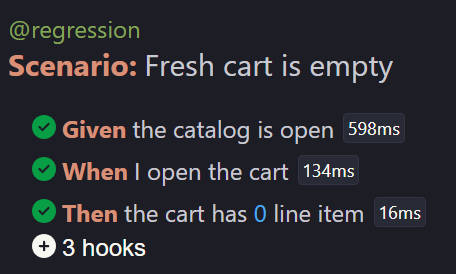 @regression
Scenario: Fresh cart is empty
Given the catalog is open 598ms
When I open the cart 134ms
Then the cart has 0 line item 16ms
3 hooks